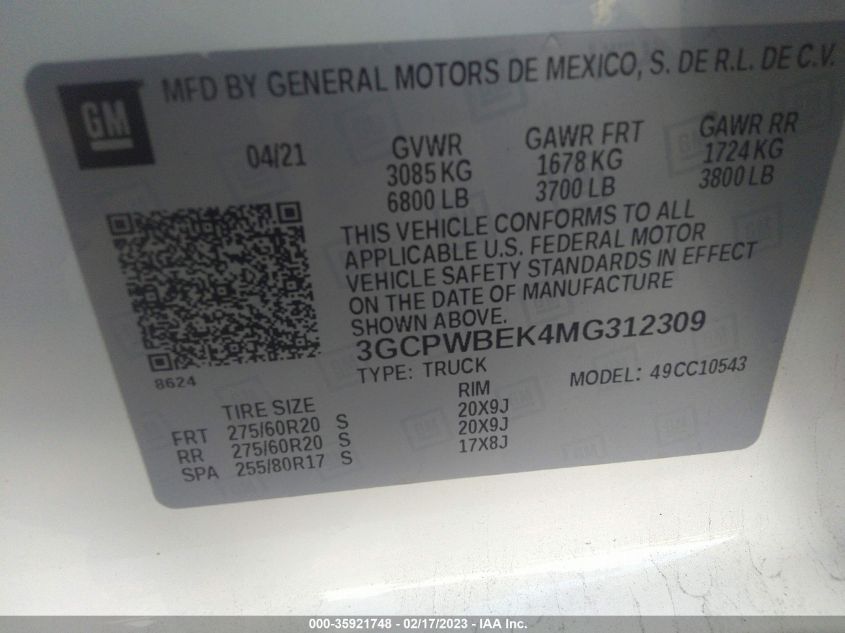 GM
MFD BY GENERAL MOTORS DE MEXICO, S. DE R.L. DE C.V.
04/21
GVWR GAWR FRT GAWR RR
3085 KG 1678 KG 1724 KG
6800 LB 3700 LB 3800 LB
THIS VEHICLE CONFORMS TO ALL
APPLICABLE U.S. FEDERAL MOTOR
VEHICLE SAFETY STANDARDS IN EFFECT
ON THE DATE OF MANUFACTURE
SHOWN ABOVE.
3GCPWBEK4MG312309
8624
TYPE: TRUCK MODEL: 49CC10543
TIRE SIZE RIM
FRT 275/60R20 S 20X9J
RR 275/60R20 S 20X9J
SPA 255/80R17 S 17X8J
000-35921748 - 02/17/2023 - IAA Inc.